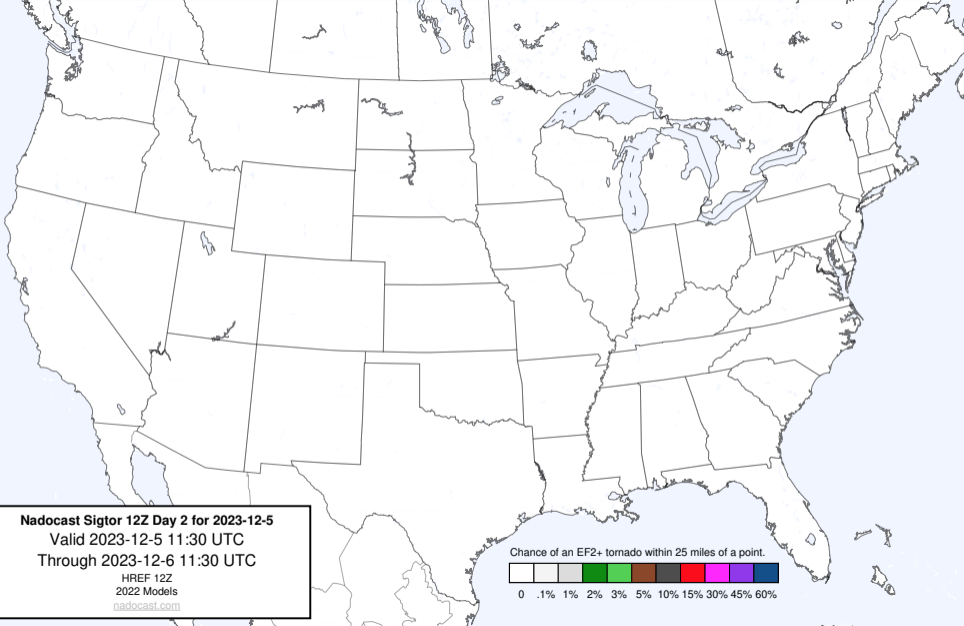 Nadocast Sigtor 12Z Day 2 for 2023-12-5
Valid 2023-12-5 11:30 UTC
Through 2023-12-6 11:30 UTC
HREF 12Z
2022 Models
nadocast.com
Chance of an EF2+ tornado within 25 miles of a point.
0 .1% 1% 2% 3% 5% 10% 15% 30% 45% 60%